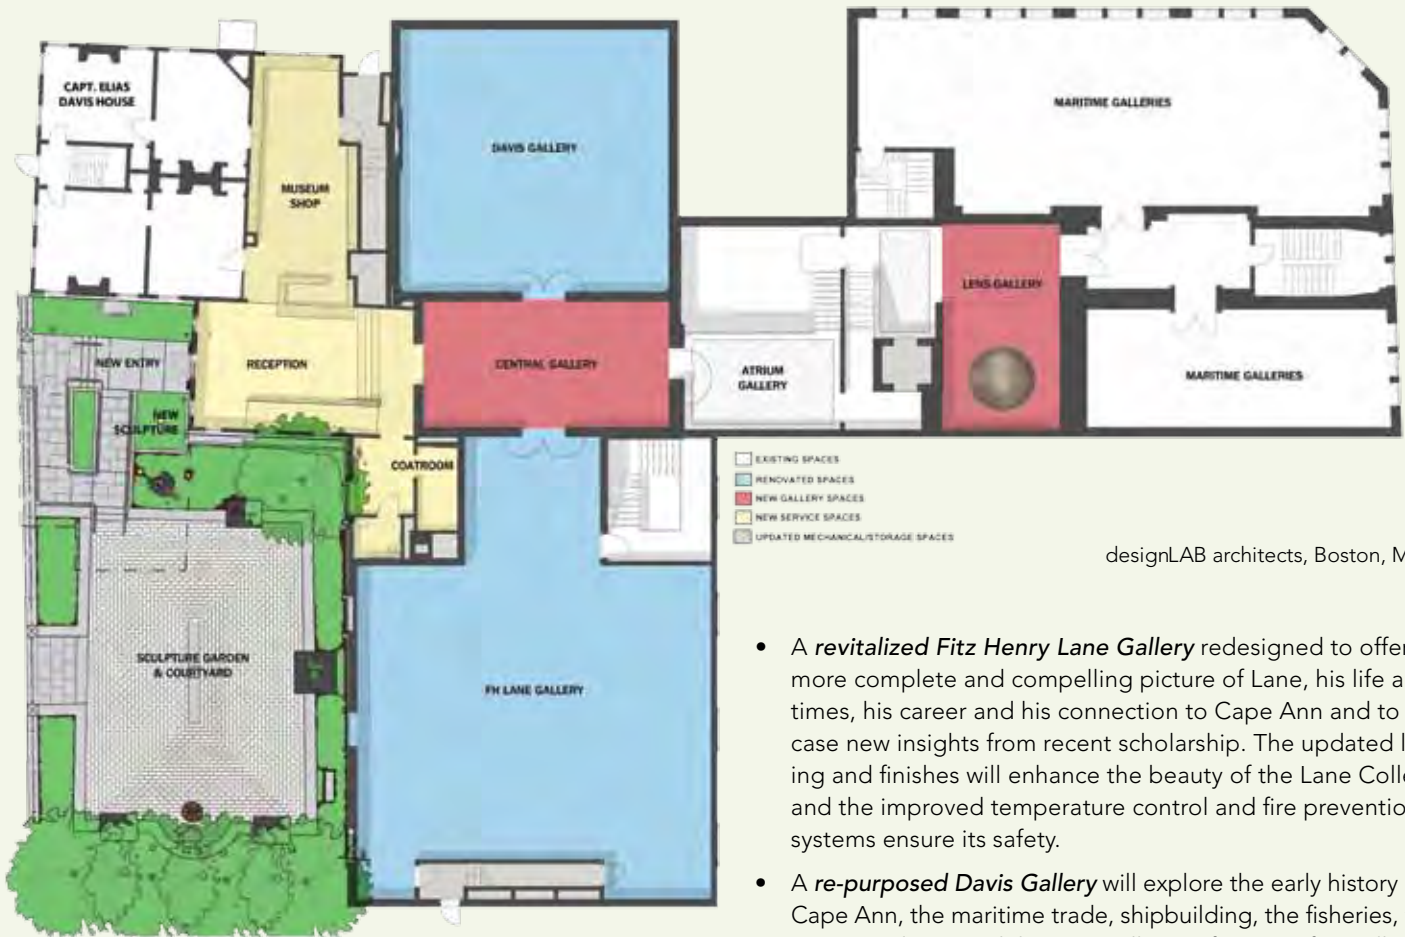 CAPT. ELIAS
DAVIS HOUSE
MUSEUM
SHOP
DAVIS GALLERY
MARITIME GALLERIES
LENS GALLERY
NEW ENTRY
RECEPTION
CENTRAL GALLERY
ATRIUM
GALLERY
MARITIME GALLERIES
NEW
SCULPTURE
COATROOM
EXISTING SPACES
RENOVATED SPACES
NEW GALLERY SPACES
NEW SERVICE SPACES
UPDATED MECHANICAL/STORAGE SPACES
designLAB architects, Boston, M
SCULPTURE GARDEN
& COURTYARD
FH LANE GALLERY
• A revitalized Fitz Henry Lane Gallery redesigned to offer
more complete and compelling picture of Lane, his life a
times, his career and his connection to Cape Ann and to
case new insights from recent scholarship. The updated l
ing and finishes will enhance the beauty of the Lane Colle
and the improved temperature control and fire preventio
systems ensure its safety.
• A re-purposed Davis Gallery will explore the early history
Cape Ann, the maritime trade, shipbuilding, the fisheries,